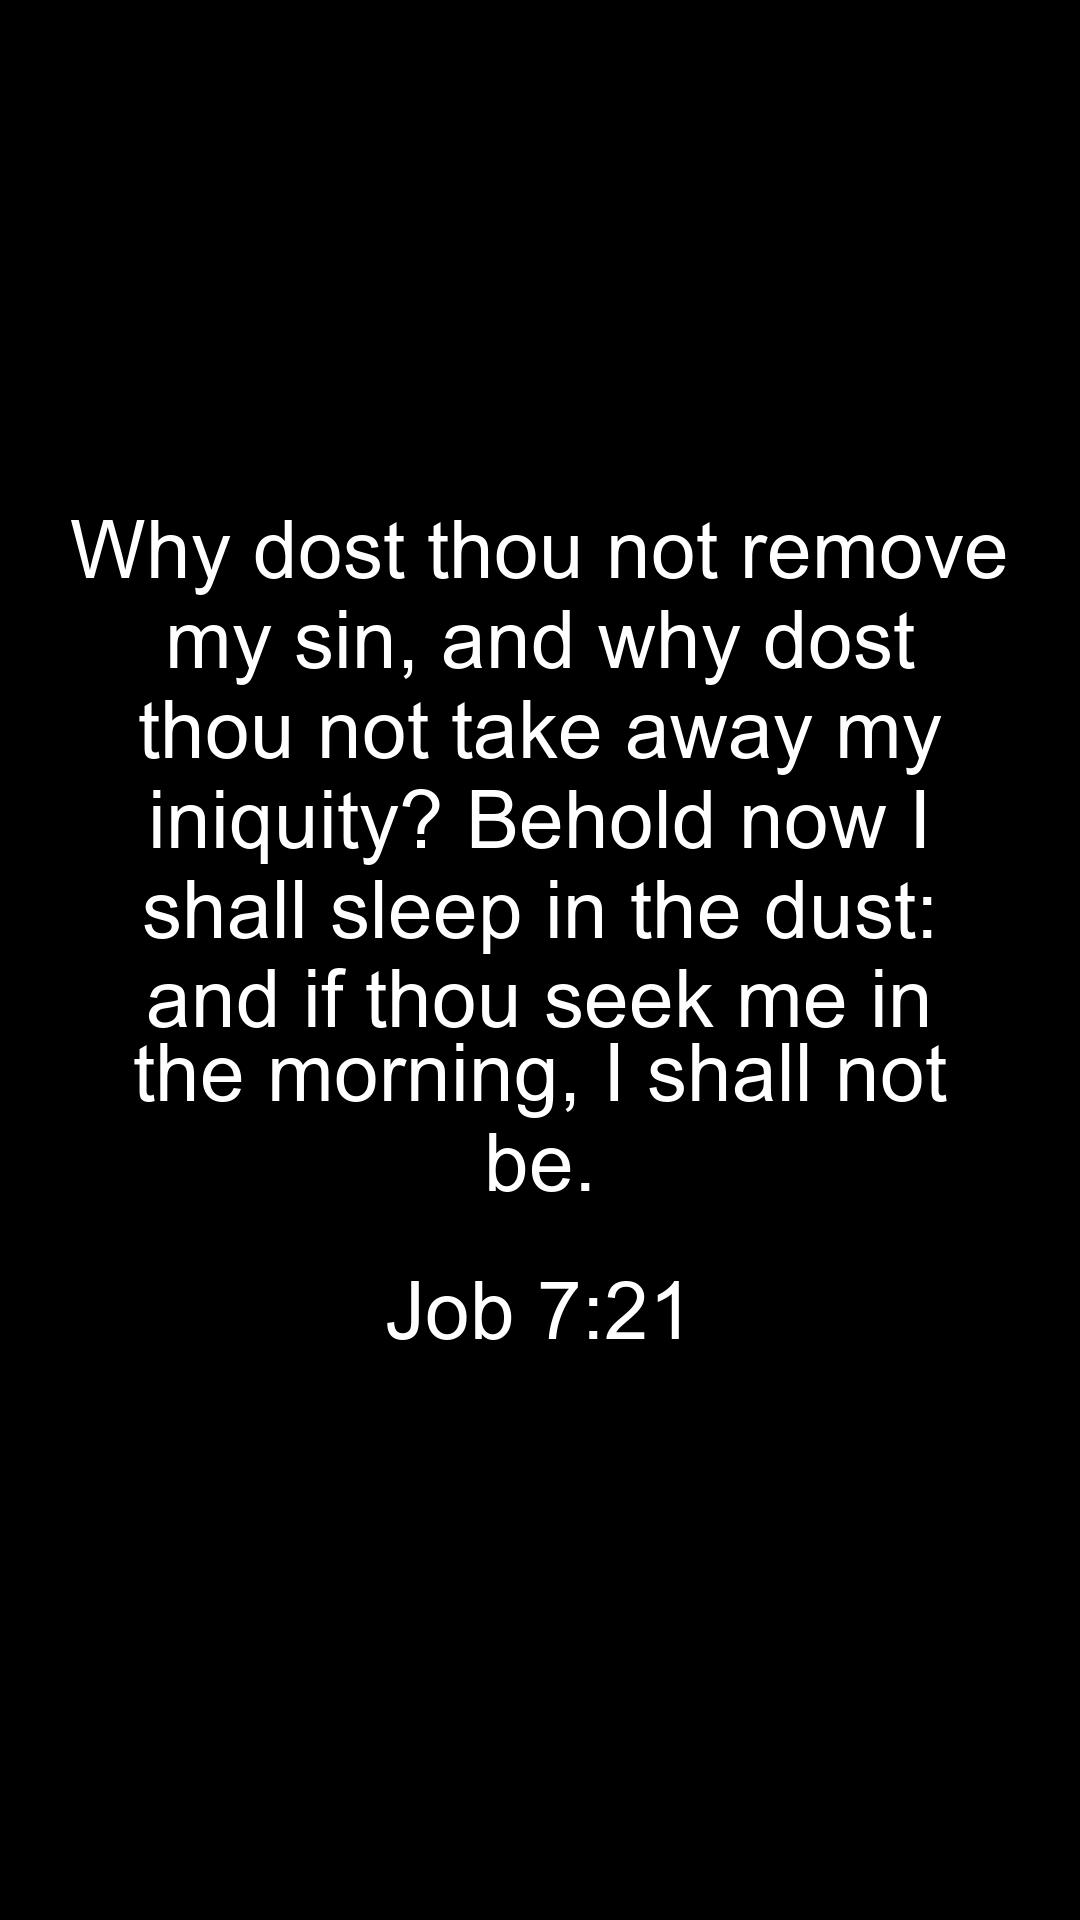 Why dost thou not remove
my sin, and why dost
thou not take away my
iniquity? Behold now I
shall sleep in the dust:
and if thou seek me in
the morning, I shall not
be.
Job 7:21